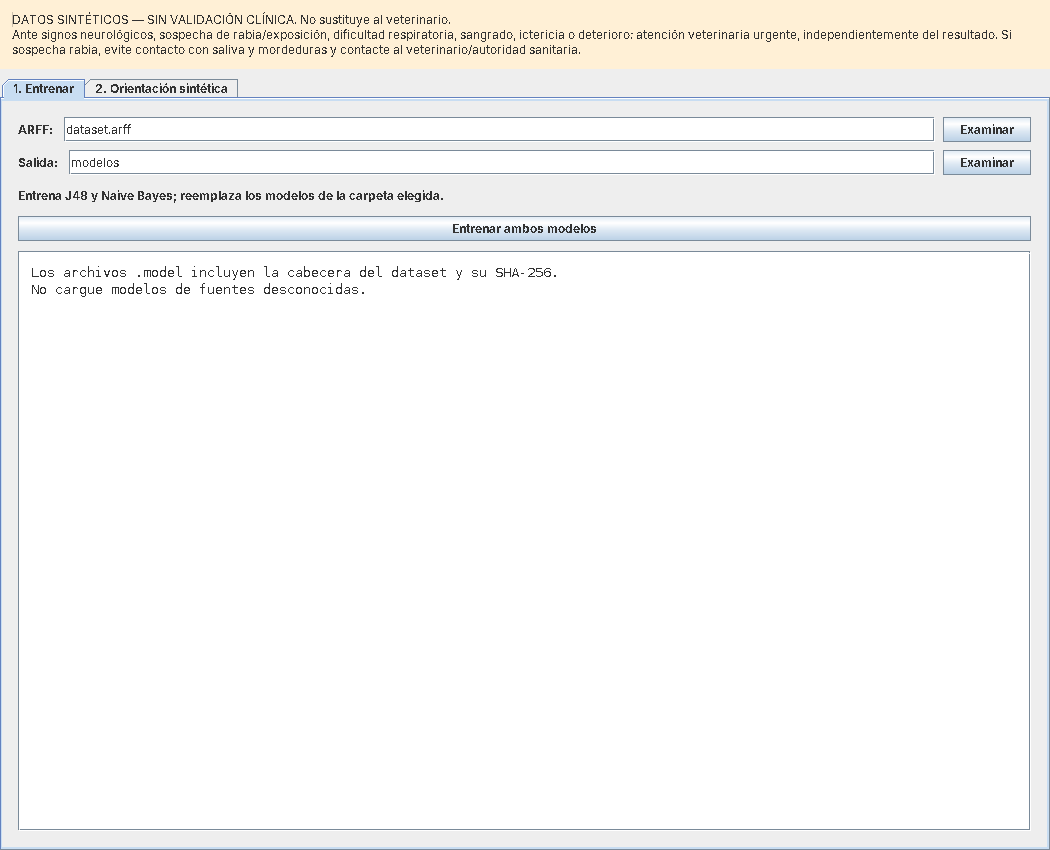 DATOS SINTÉTICOS — SIN VALIDACIÓN CLÍNICA. No sustituye al veterinario.
Ante signos neurológicos, sospecha de rabia/exposición, dificultad respiratoria, sangrado, ictericia o deterioro: atención veterinaria urgente, independientemente del resultado. Si
sospecha rabia, evite contacto con saliva y mordeduras y contacte al veterinario/autoridad sanitaria.
1. Entrenar 2. Orientación sintética
ARFF: dataset.arff Examinar
Salida: modelos Examinar
Entrena J48 y Naive Bayes; reemplaza los modelos de la carpeta elegida.
Entrenar ambos modelos
Los archivos .model incluyen la cabecera del dataset y su SHA-256.
No cargue modelos de fuentes desconocidas.